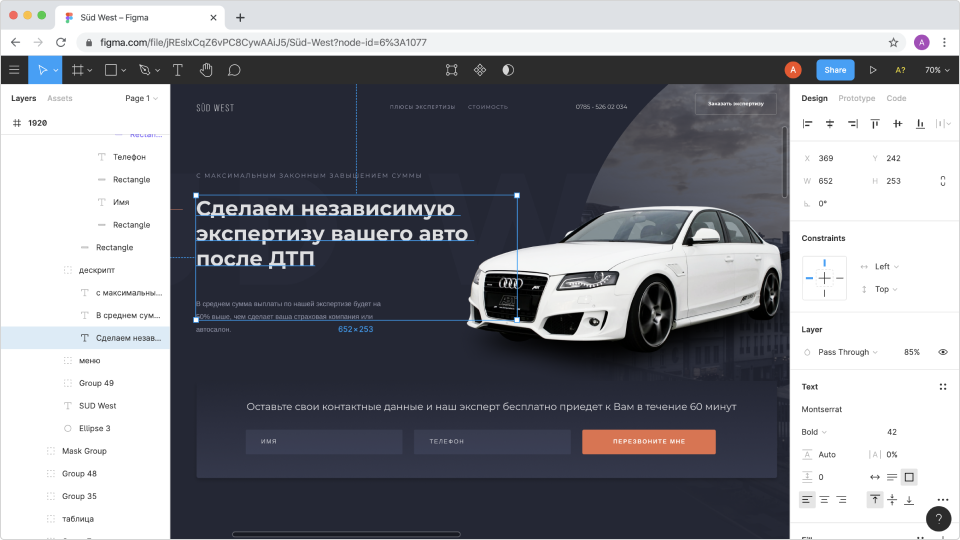 Süd West – Figma
figma.com/file/jREslxCqZ6vPC8CywAAiJ5/Süd-West?node-id=6%3A1077
A
A
Share
A?
70%
Layers
Assets
Page 1
1920
Rectan...
Телефон
Rectangle
Имя
Rectangle
Rectangle
дескрипт
с максимальны...
В среднем сум...
Сделаем незав...
меню
Group 49
SUD West
Ellipse 3
Mask Group
Group 48
Group 35
таблица
SÜD WEST
ПЛЮСЫ ЭКСПЕРТИЗЫ
СТОИМОСТЬ
0785 - 526 02 034
Заказать экспертизу
С МАКСИМАЛЬНЫМ ЗАКОННЫМ ЗАВЫШЕНИЕМ СУММЫ
Сделаем независимую
экспертизу вашего авто
после ДТП
В среднем сумма выплаты по нашей экспертизе будет на
50% выше, чем сделает ваша страховая компания или
автосалон.
652 × 253
Оставьте свои контактные данные и наш эксперт бесплатно приедет к Вам в течение 60 минут
ИМЯ
ТЕЛЕФОН
ПЕРЕЗВОНИТЕ МНЕ
Design
Prototype
Code
X 369
Y 242
W 652
H 253
0°
Constraints
Left
Top
Layer
Pass Through
85%
Text
Montserrat
Bold
42
Auto
0%
0
?